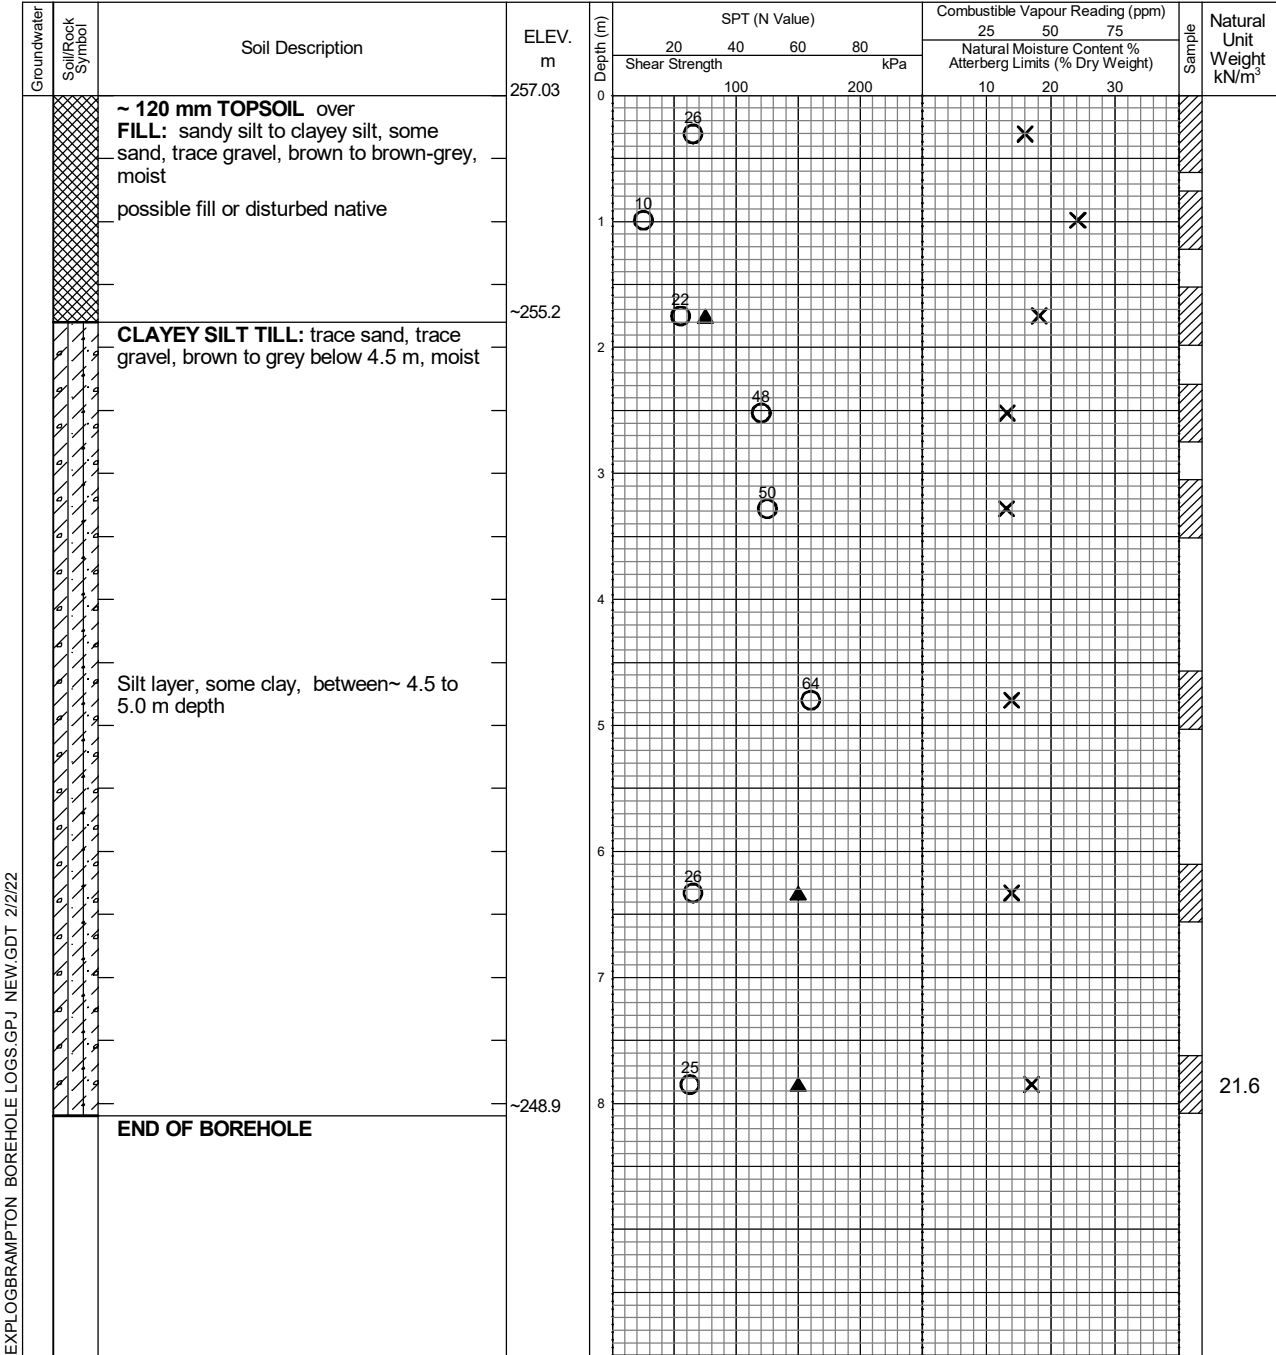 Groundwater
Soil/Rock
Symbol
Soil Description
ELEV.
m
Depth (m)
SPT (N Value)
20 40 60 80
Shear Strength kPa
100 200
Combustible Vapour Reading (ppm)
25 50 75
Natural Moisture Content %
Atterberg Limits (% Dry Weight)
10 20 30
Sample
Natural
Unit
Weight
kN/m³
257.03
0
~ 120 mm TOPSOIL over
FILL: sandy silt to clayey silt, some
sand, trace gravel, brown to brown-grey,
moist
26
possible fill or disturbed native
10
1
~255.2
22
CLAYEY SILT TILL: trace sand, trace
gravel, brown to grey below 4.5 m, moist
2
48
3
50
4
Silt layer, some clay, between~ 4.5 to
5.0 m depth
64
5
6
26
7
25
21.6
~248.9
8
END OF BOREHOLE
EXPLOGBRAMPTON BOREHOLE LOGS.GPJ NEW.GDT 2/2/22